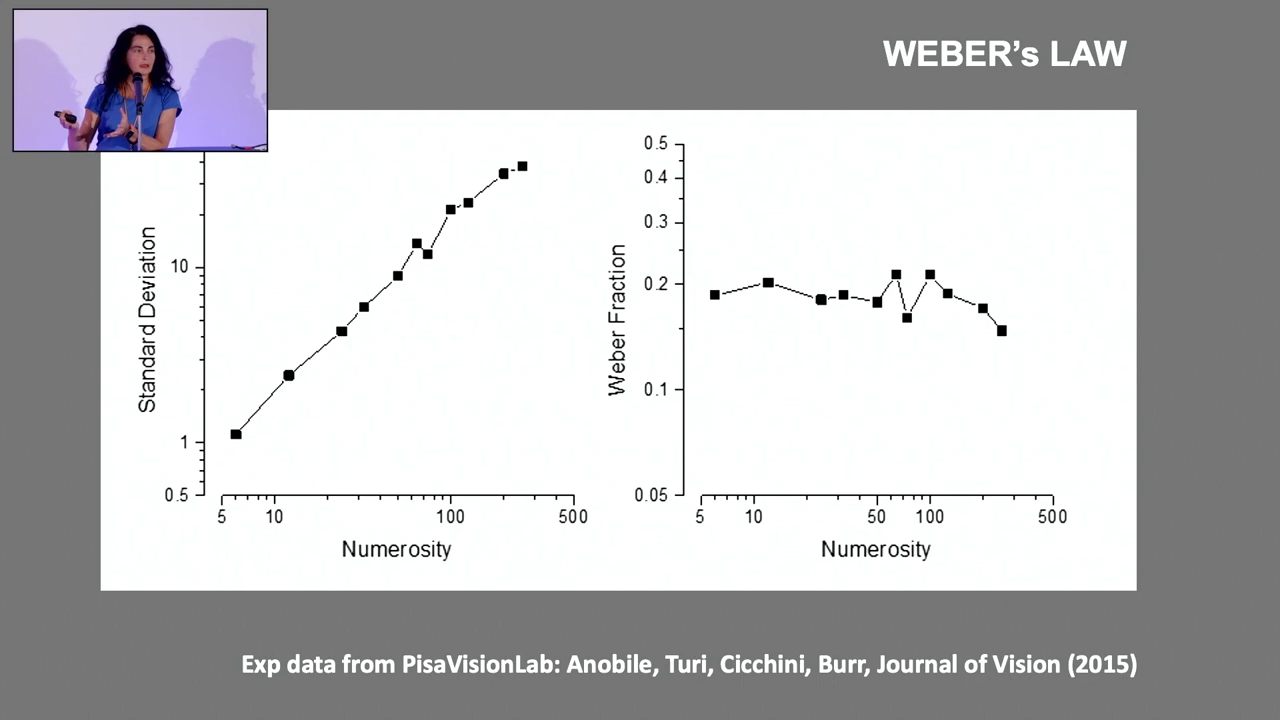 WEBER's LAW
Standard Deviation
10
1
0.5
5 10 100 500
Numerosity
Weber Fraction
0.5
0.4
0.3
0.2
0.1
0.05
5 10 50 100 500
Numerosity
Exp data from PisaVisionLab: Anobile, Turi, Cicchini, Burr, Journal of Vision (2015)